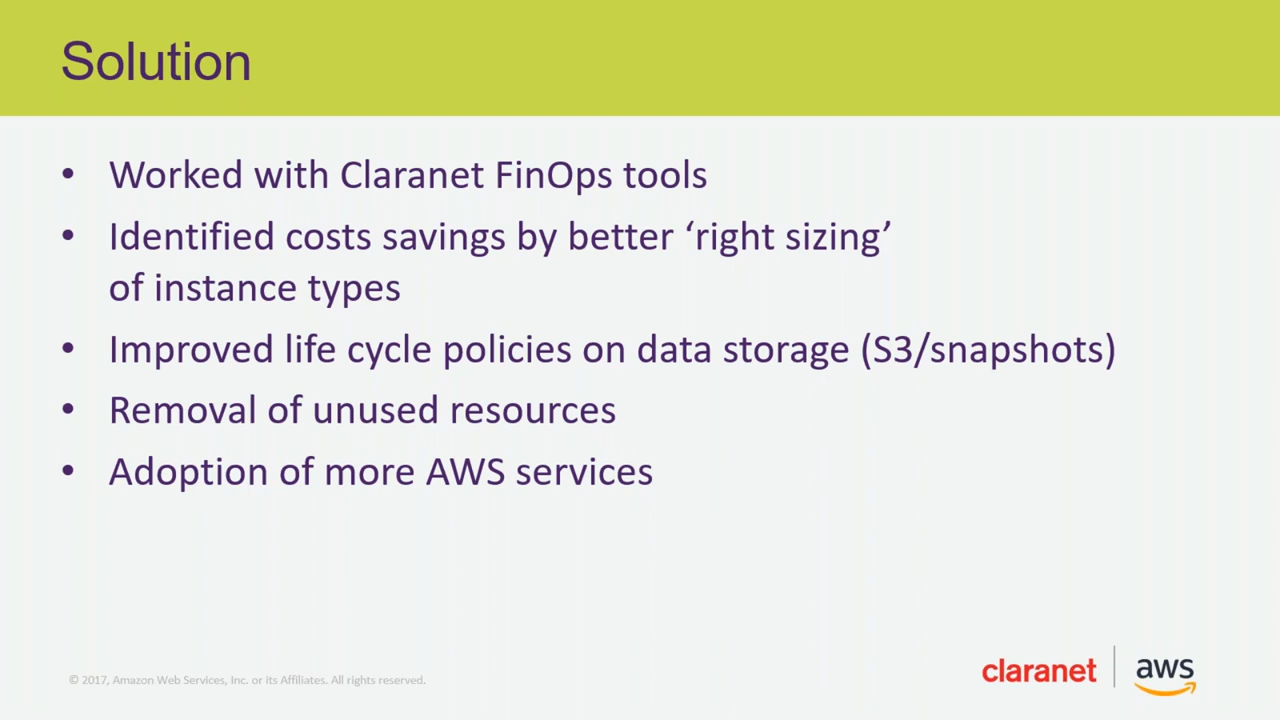 Solution
• Worked with Claranet FinOps tools
• Identified costs savings by better ‘right sizing’
of instance types
• Improved life cycle policies on data storage (S3/snapshots)
• Removal of unused resources
• Adoption of more AWS services
© 2017, Amazon Web Services, Inc. or its Affiliates. All rights reserved.
claranet | aws